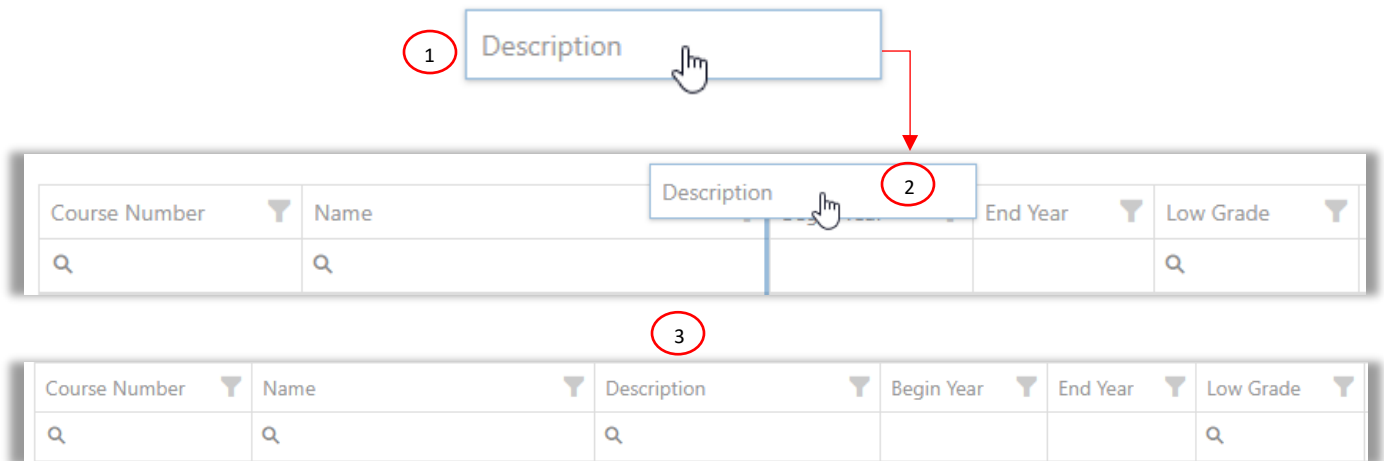 1 Description
2
Description
Course Number Name End Year Low Grade
3
Course Number Name Description Begin Year End Year Low Grade